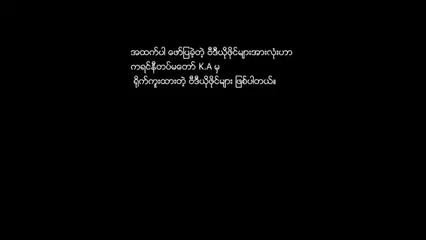 အထက်ပါ ဖော်ပြခဲ့တဲ့ ဗီဒီယိုဖိုင်များအားလုံးဟာ
ကရင်နီတပ်မတော် K.A မှ
ရိုက်ကူးထားတဲ့ ဗီဒီယိုဖိုင်များ ဖြစ်ပါတယ်။